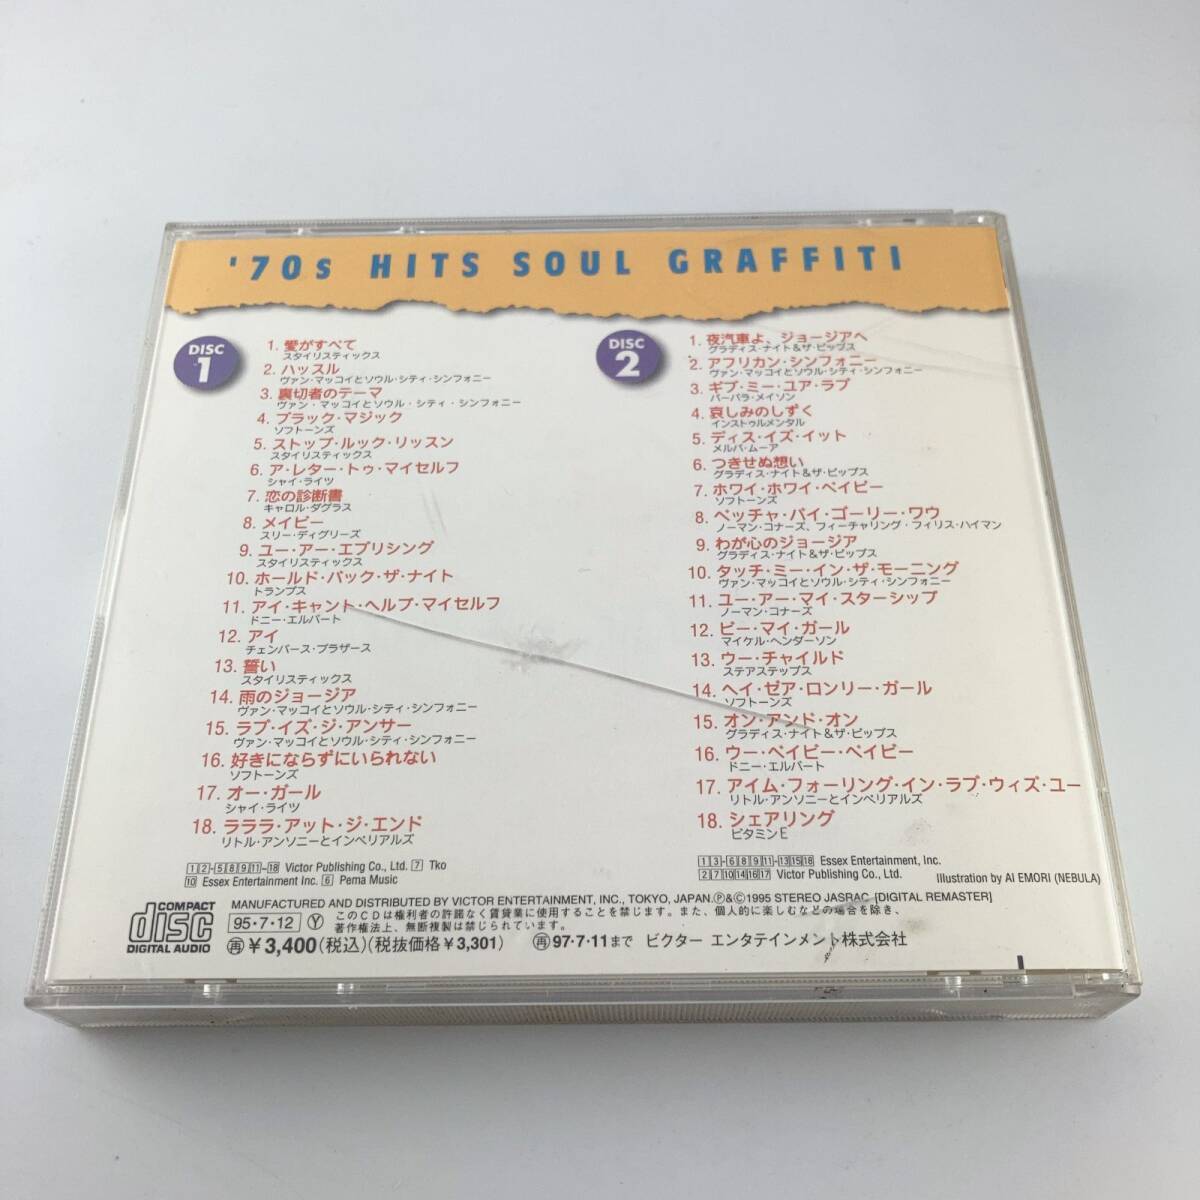 '70s HITS SOUL GRAFFITI
DISC 1
1. 愛がすべて
スタイリスティックス
2. ハッスル
ヴァン・マッコイとソウル・シティ・シンフォニー
3. 裏切者のテーマ
ヴァン・マッコイとソウル・シティ・シンフォニー
4. ブラック・マジック
ソフトーンズ
5. ストップ・ルック・リッスン
スタイリスティックス
6. ア・レター・トゥ・マイセルフ
シャイ・ライツ
7. 恋の診断書
キャロル・ダグラス
8. メイビー
スリー・ディグリーズ
9. ユー・アー・エブリシング
スタイリスティックス
10. ホールド・バック・ザ・ナイト
トランプス
11. アイ・キャント・ヘルプ・マイセルフ
ドニー・エルバート
12. アイ
チェンバース・ブラザース
13. 誓い
スタイリスティックス
14. 雨のジョージア
ヴァン・マッコイとソウル・シティ・シンフォニー
15. ラブ・イズ・ジ・アンサー
ヴァン・マッコイとソウル・シティ・シンフォニー
16. 好きにならずにいられない
ソフトーンズ
17. オー・ガール
シャイ・ライツ
18. ラララ・アット・ジ・エンド
リトル・アンソニーとインペリアルズ
DISC 2
1. 夜汽車よ、ジョージアへ
グラディス・ナイト&ザ・ピップス
2. アフリカン・シンフォニー
ヴァン・マッコイとソウル・シティ・シンフォニー
3. ギブ・ミー・ユア・ラブ
バーバラ・メイソン
4. 哀しみのしずく
インストゥルメンタル
5. ディス・イズ・イット
メルバ・ムーア
6. つきせぬ想い
グラディス・ナイト&ザ・ピップス
7. ホワイ・ホワイ・ベイビー
ソフトーンズ
8. ベッチャ・バイ・ゴーリー・ワウ
ノーマン・コナーズ、フィーチャリング・フィリス・ハイマン
9. わが心のジョージア
グラディス・ナイト&ザ・ピップス
10. タッチ・ミー・イン・ザ・モーニング
ヴァン・マッコイとソウル・シティ・シンフォニー
11. ユー・アー・マイ・スターシップ
ノーマン・コナーズ
12. ビー・マイ・ガール
マイケル・ヘンダーソン
13. ウー・チャイルド
ステアステップス
14. ヘイ・ゼア・ロンリー・ガール
ソフトーンズ
15. オン・アンド・オン
グラディス・ナイト&ザ・ピップス
16. ウー・ベイビー・ベイビー
ドニー・エルバート
17. アイム・フォーリング・イン・ラブ・ウィズ・ユー
リトル・アンソニーとインペリアルズ
18. シェアリング
ビタミンE
1 2-5 8 9 11-18 Victor Publishing Co., Ltd. 7 Tko
10 Essex Entertainment Inc. 6 Pema Music
1 3-6 8 9 11-13 15 18 Essex Entertainment, Inc.
2 7 10 14 16 17 Victor Publishing Co., Ltd.
Illustration by AI EMORI (NEBULA)
COMPACT disc DIGITAL AUDIO
MANUFACTURED AND DISTRIBUTED BY VICTOR ENTERTAINMENT, INC., TOKYO, JAPAN. Ⓟ&©1995 STEREO JASRAC [DIGITAL REMASTER]
95・7・12 Ⓨ このCDは権利者の許諾なく賃貸業に使用することを禁じます。また、個人的に楽しむなどの場合を除き、
著作権法上、無断複製は禁じられています。
再¥3,400(税込)(税抜価格¥3,301) 再97・7・11まで ビクター エンタテインメント株式会社